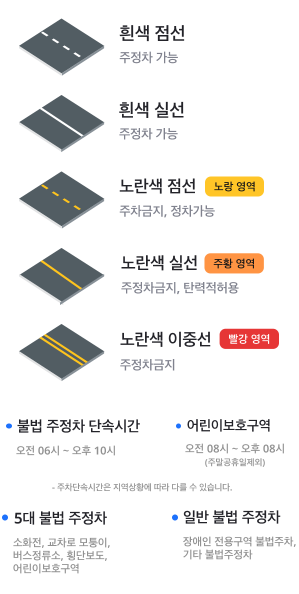 흰색 점선
주정차 가능
흰색 실선
주정차 가능
노란색 점선 노랑 영역
주차금지, 정차가능
노란색 실선 주황 영역
주정차금지, 탄력적허용
노란색 이중선 빨강 영역
주정차금지
불법 주정차 단속시간
오전 06시 ~ 오후 10시
어린이보호구역
오전 08시 ~ 오후 08시
(주말공휴일제외)
- 주차단속시간은 지역상황에 따라 다를 수 있습니다.
5대 불법 주정차
소화전, 교차로 모퉁이,
버스정류소, 횡단보도,
어린이보호구역
일반 불법 주정차
장애인 전용구역 불법주차,
기타 불법주정차